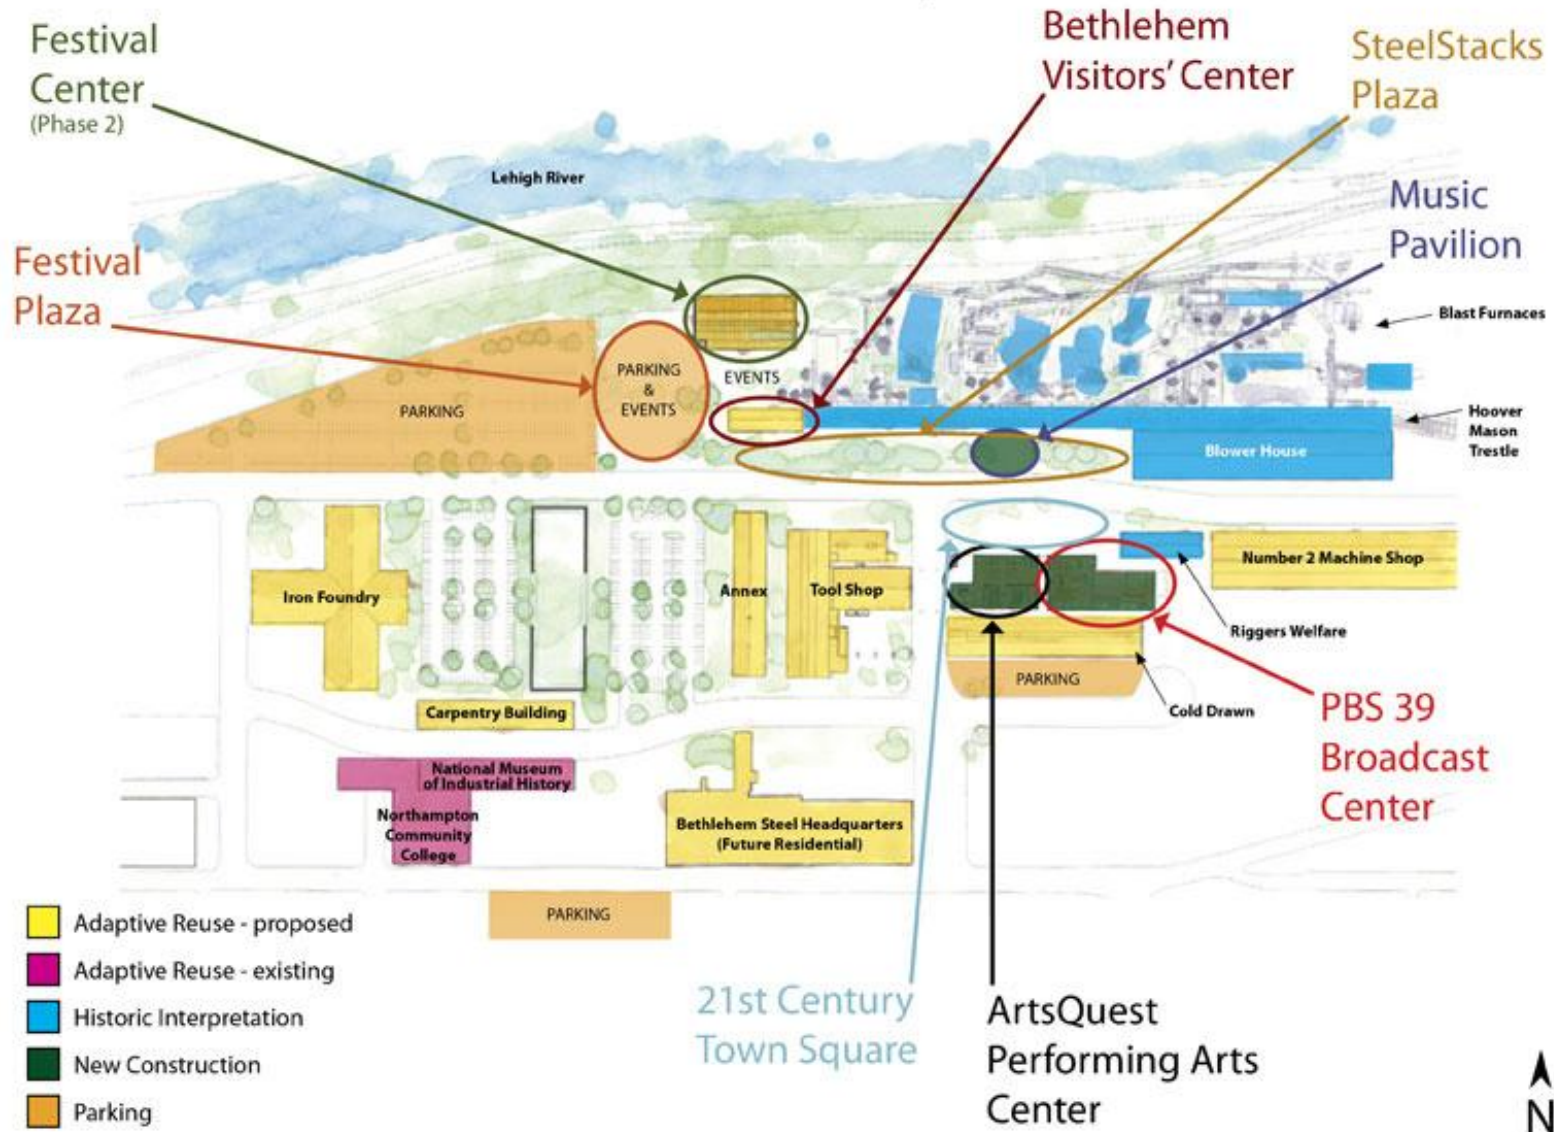 Festival
Center
(Phase 2)
Bethlehem
Visitors' Center
SteelStacks
Plaza
Lehigh River
Music
Pavilion
Festival
Plaza
Blast Furnaces
PARKING
&
EVENTS
EVENTS
PARKING
Hoover
Mason
Trestle
Blower House
Iron Foundry
Annex
Tool Shop
Number 2 Machine Shop
Riggers Welfare
PARKING
Cold Drawn
Carpentry Building
PBS 39
Broadcast
Center
National Museum
of Industrial History
Northampton
Community
College
Bethlehem Steel Headquarters
(Future Residential)
PARKING
Adaptive Reuse - proposed
Adaptive Reuse - existing
Historic Interpretation
New Construction
Parking
21st Century
Town Square
ArtsQuest
Performing Arts
Center
N